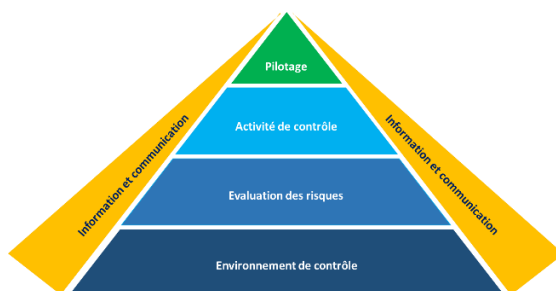 Pilotage
Activité de contrôle
Information et communication
Information et communication
Evaluation des risques
Environnement de contrôle